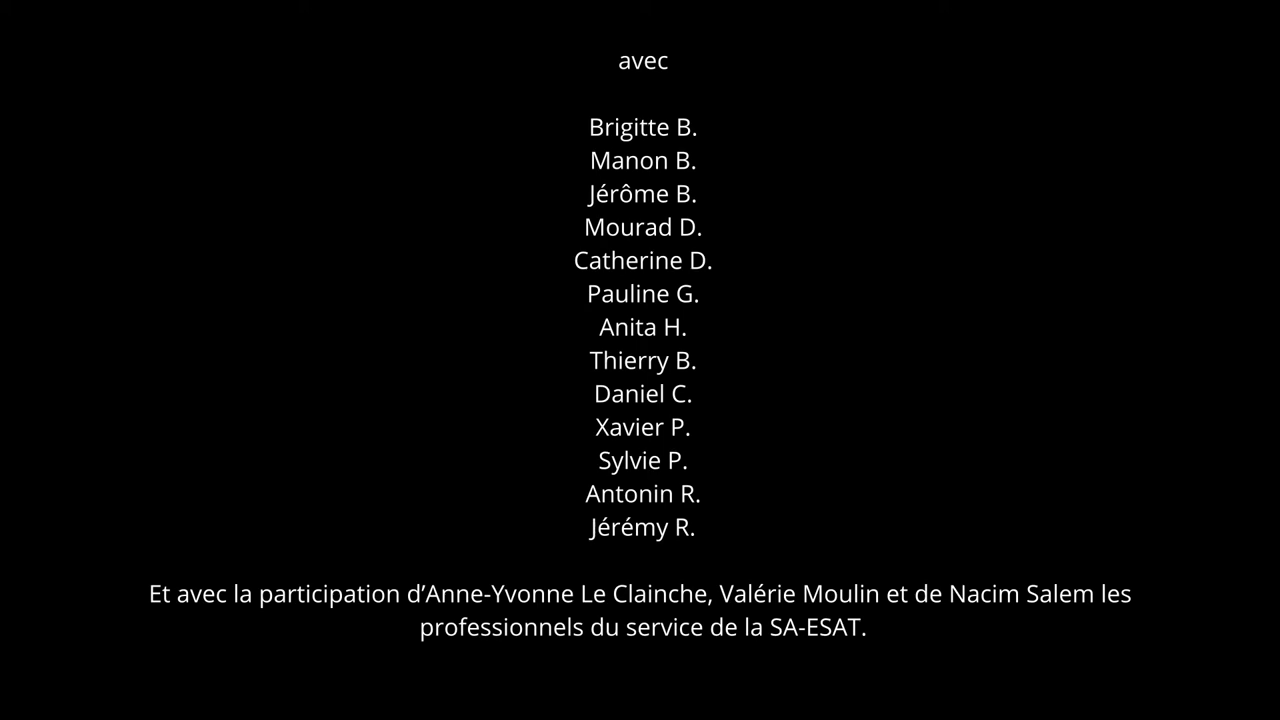 avec
Brigitte B.
Manon B.
Jérôme B.
Mourad D.
Catherine D.
Pauline G.
Anita H.
Thierry B.
Daniel C.
Xavier P.
Sylvie P.
Antonin R.
Jérémy R.
Et avec la participation d’Anne-Yvonne Le Clainche, Valérie Moulin et de Nacim Salem les
professionnels du service de la SA-ESAT.